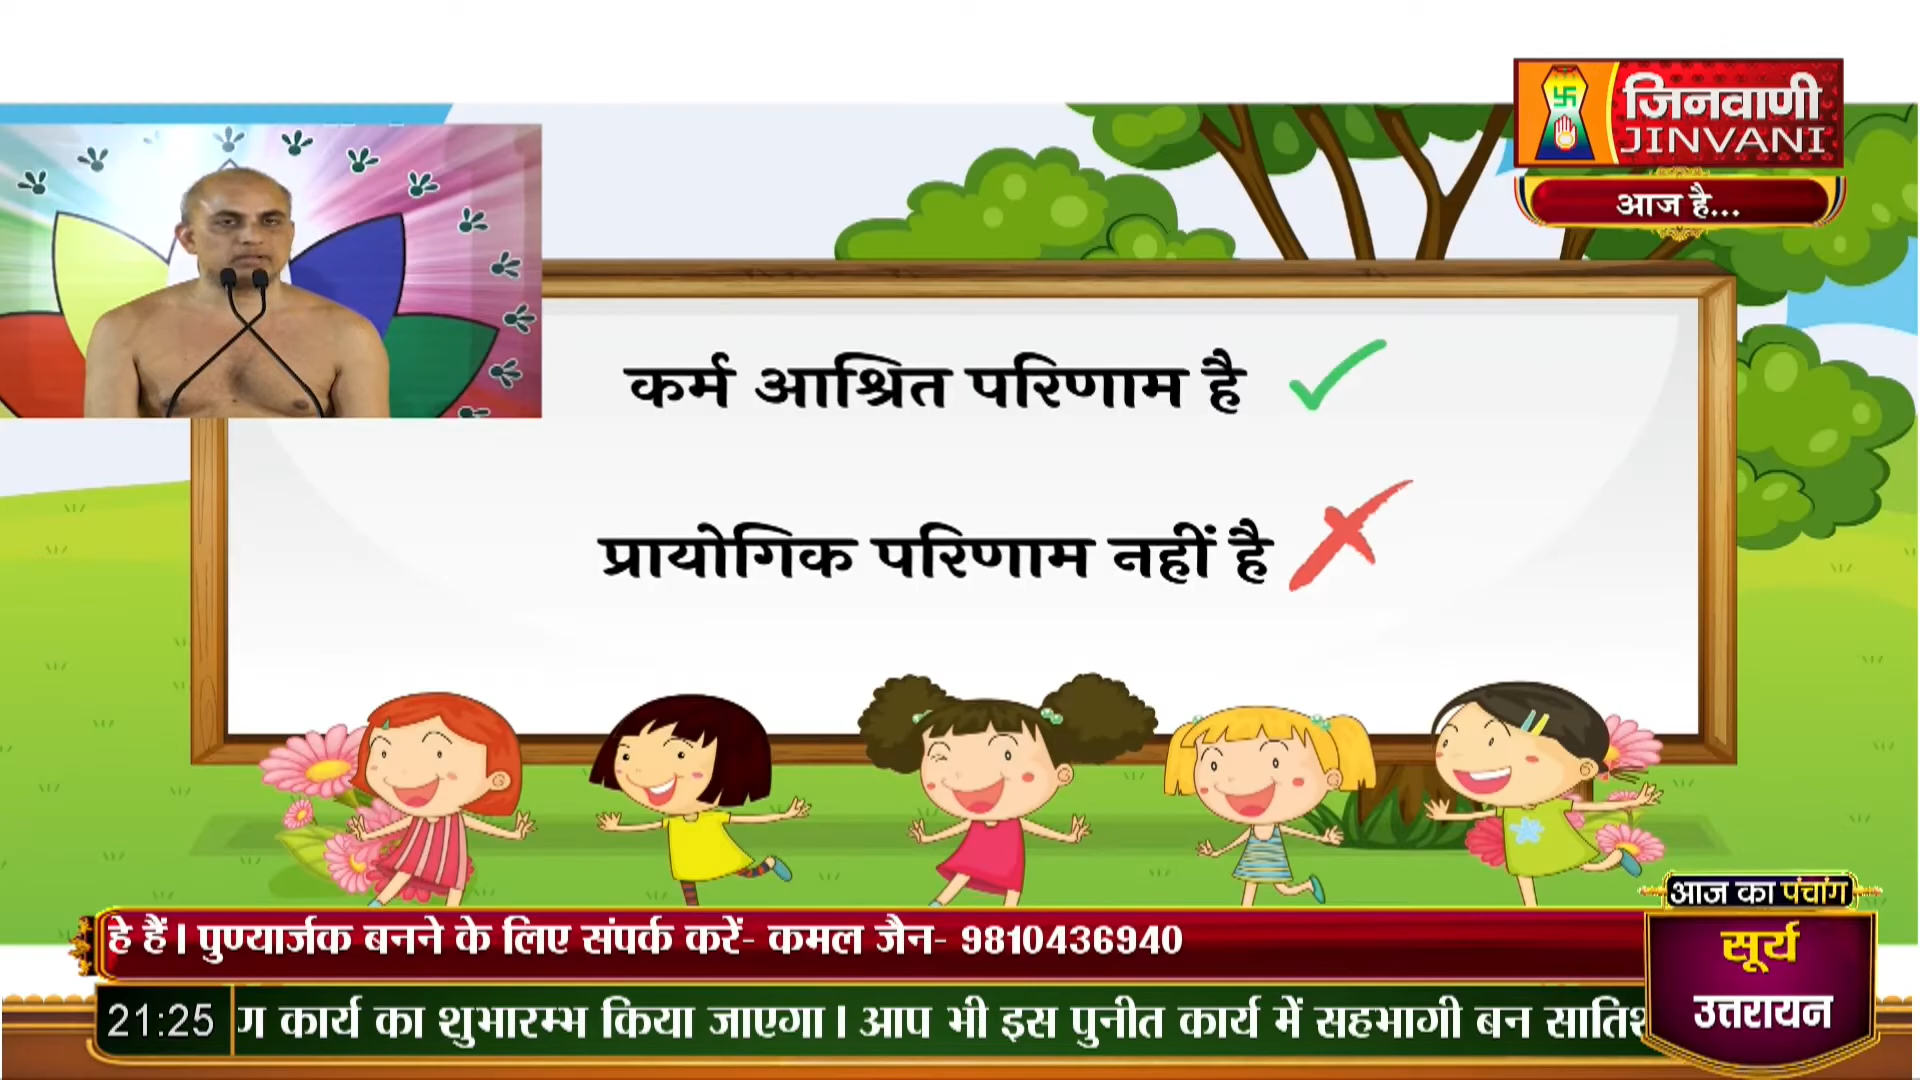 जिनवाणी
JINVANI
आज है...
कर्म आश्रित परिणाम है
प्रायोगिक परिणाम नहीं है
आज का पंचांग
सूर्य
उत्तरायन
हे हैं। पुण्यार्जक बनने के लिए संपर्क करें- कमल जैन- 9810436940
21:25 ग कार्य का शुभारम्भ किया जाएगा। आप भी इस पुनीत कार्य में सहभागी बन